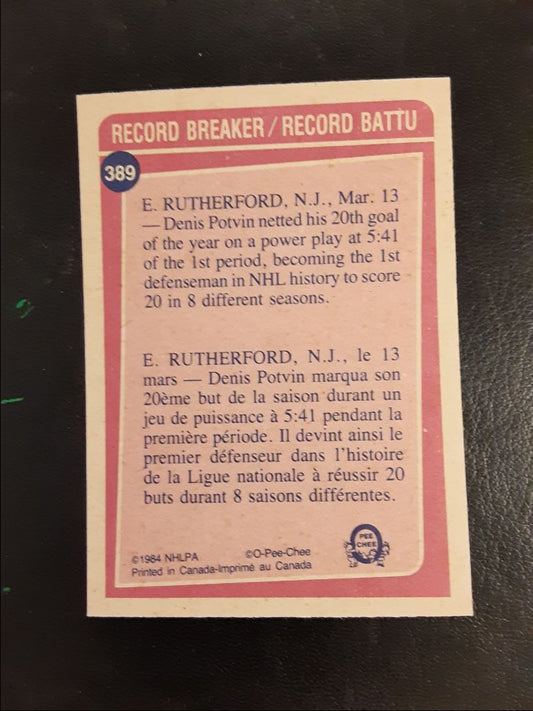 RECORD BREAKER / RECORD BATTU
389
E. RUTHERFORD, N.J., Mar. 13
— Denis Potvin netted his 20th goal
of the year on a power play at 5:41
of the 1st period, becoming the 1st
defenseman in NHL history to score
20 in 8 different seasons.
E. RUTHERFORD, N.J., le 13
mars — Denis Potvin marqua son
20ème but de la saison durant un
jeu de puissance à 5:41 pendant la
première période. Il devint ainsi le
premier défenseur dans l'histoire
de la Ligue nationale à réussir 20
buts durant 8 saisons différentes.
©1984 NHLPA ©O-Pee-Chee
Printed in Canada-Imprimé au Canada
PEE
CHEE